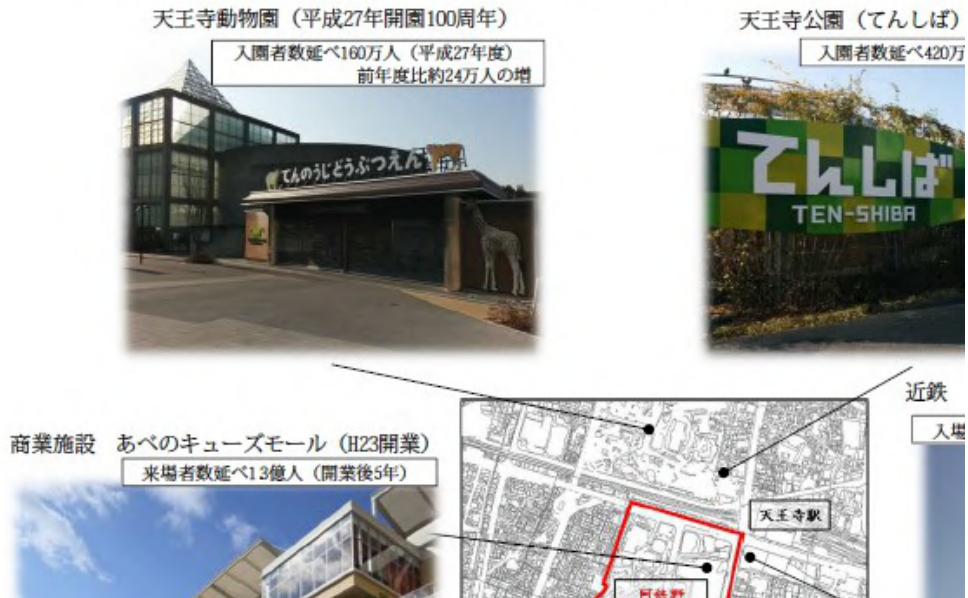 天王寺動物園（平成27年開園100周年）
入園者数延べ160万人（平成27年度）
前年度比約24万人の増
てんのうじどうぶつえん
天王寺公園（てんしば）
入園者数延べ420万
てんしば
TEN-SHIBA
近鉄
入場
商業施設　あべのキューズモール（H23開業）
来場者数延べ1.3億人（開業後5年）
天王寺駅